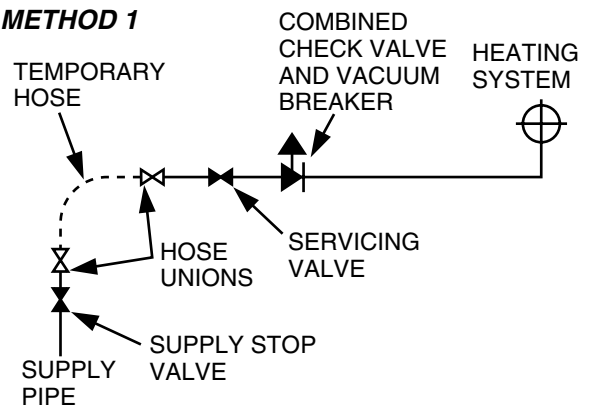 METHOD 1
TEMPORARY
HOSE
COMBINED
CHECK VALVE
AND VACUUM
BREAKER
HEATING
SYSTEM
HOSE
UNIONS
SERVICING
VALVE
SUPPLY STOP
VALVE
SUPPLY
PIPE